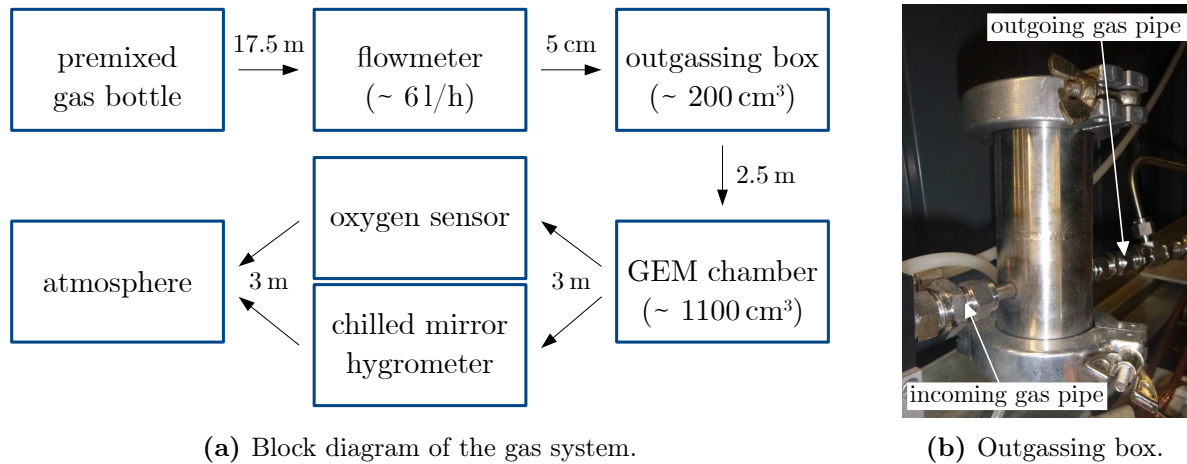 premixed
gas bottle
17.5 m
flowmeter
(~ 6 l/h)
5 cm
outgassing box
(~ 200 cm³)
2.5 m
GEM chamber
(~ 1100 cm³)
3 m
oxygen sensor
chilled mirror
hygrometer
3 m
atmosphere
(a) Block diagram of the gas system.
outgoing gas pipe
incoming gas pipe
(b) Outgassing box.